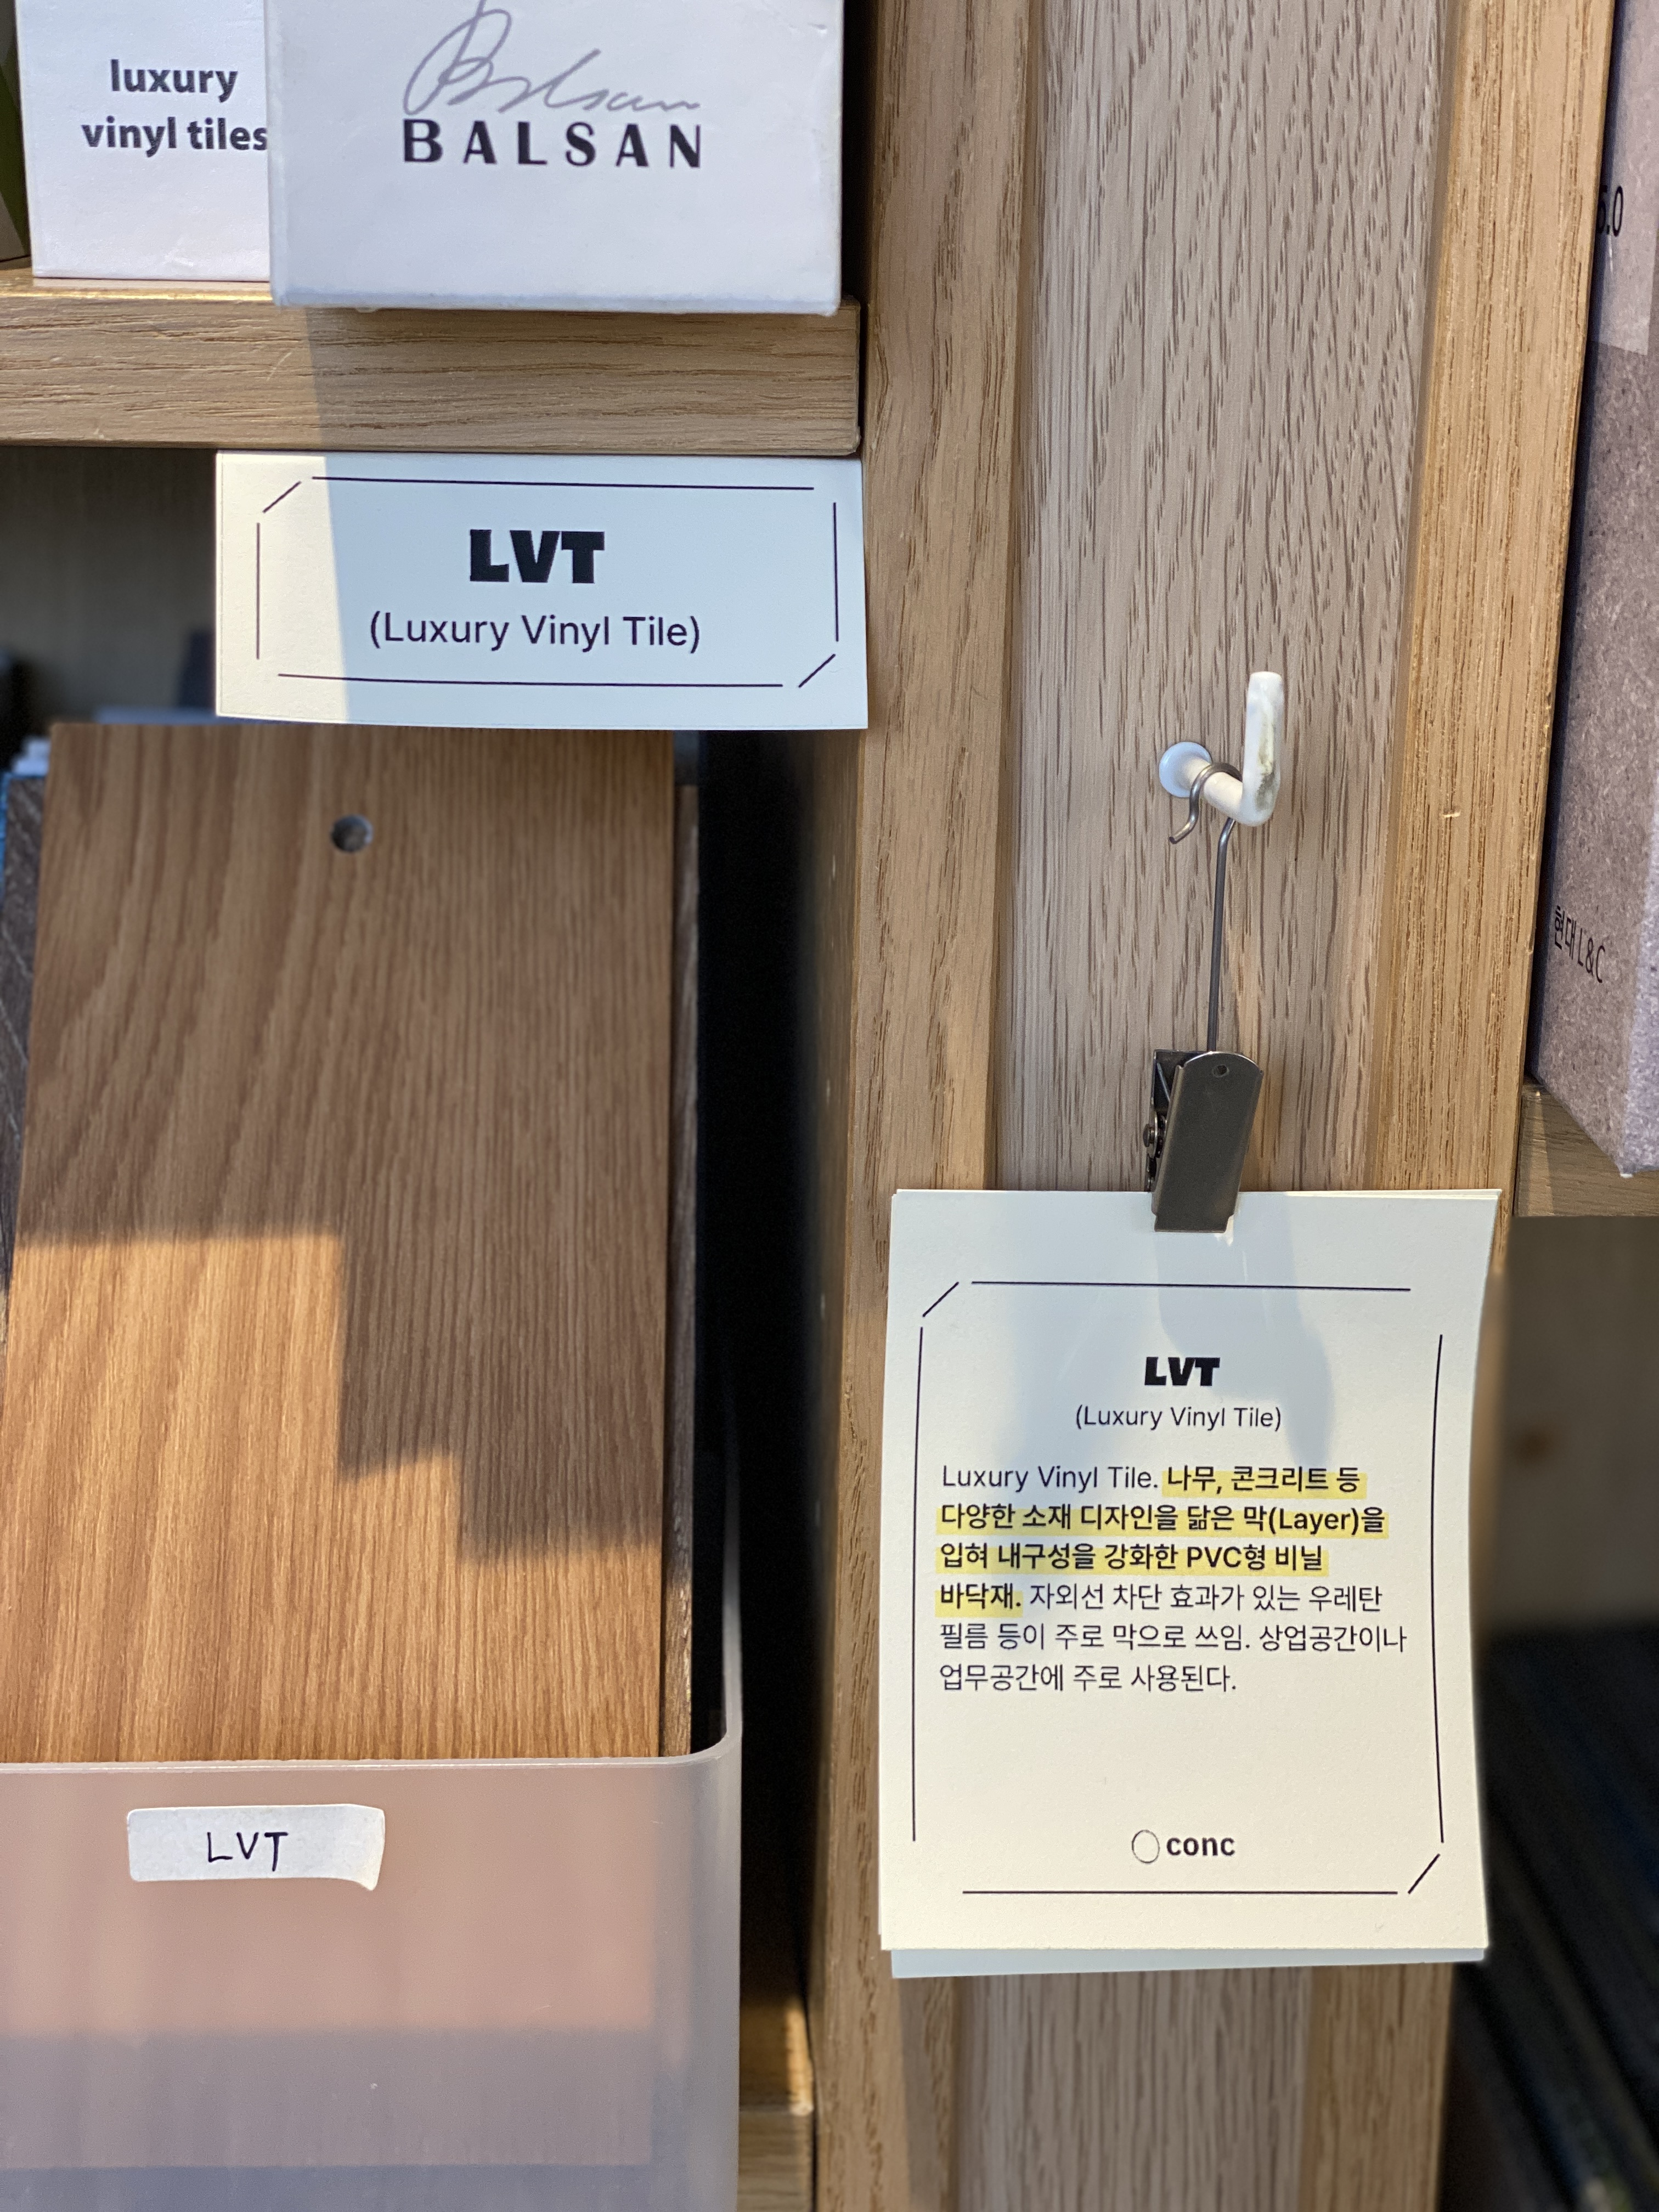 luxury
vinyl tiles
Balsan
BALSAN
5.0
LVT
(Luxury Vinyl Tile)
현대 L&C
LVT
(Luxury Vinyl Tile)
Luxury Vinyl Tile. 나무, 콘크리트 등
다양한 소재 디자인을 닮은 막(Layer)을
입혀 내구성을 강화한 PVC형 비닐
바닥재. 자외선 차단 효과가 있는 우레탄
필름 등이 주로 막으로 쓰임. 상업공간이나
업무공간에 주로 사용된다.
conc
LVT